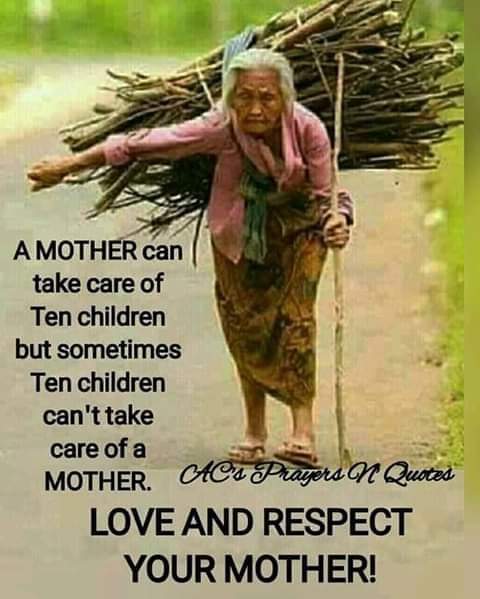 A MOTHER can
take care of
Ten children
but sometimes
Ten children
can't take
care of a
MOTHER.
AC's Prayers N' Quotes
LOVE AND RESPECT
YOUR MOTHER!